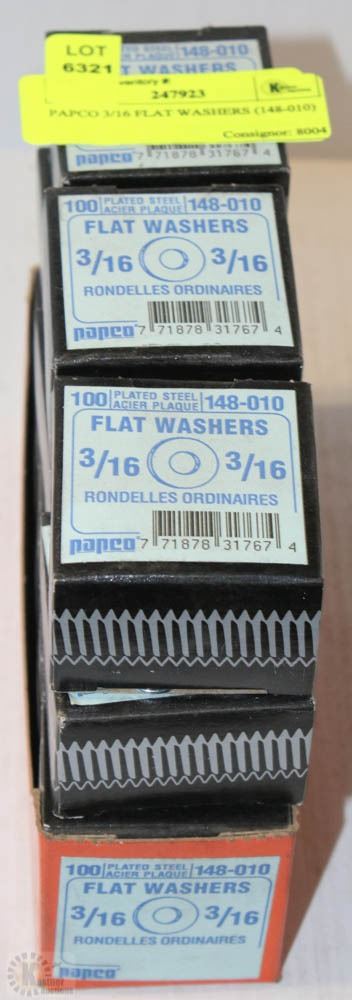 LOT
6321
148-010
FLAT WASHERS
ventory #:
247923
PAPCO 3/16 FLAT WASHERS (148-010)
Consignor: 8004
papco 7 71878 31767 4
100 PLATED STEEL
ACIER PLAQUE 148-010
FLAT WASHERS
3/16 3/16
RONDELLES ORDINAIRES
papco 7 71878 31767 4
100 PLATED STEEL
ACIER PLAQUE 148-010
FLAT WASHERS
3/16 3/16
RONDELLES ORDINAIRES
papco 7 71878 31767 4
100 PLATED STEEL
ACIER PLAQUE 148-010
FLAT WASHERS
3/16 3/16
RONDELLES ORDINAIRES
papco
Kastner
Auctions